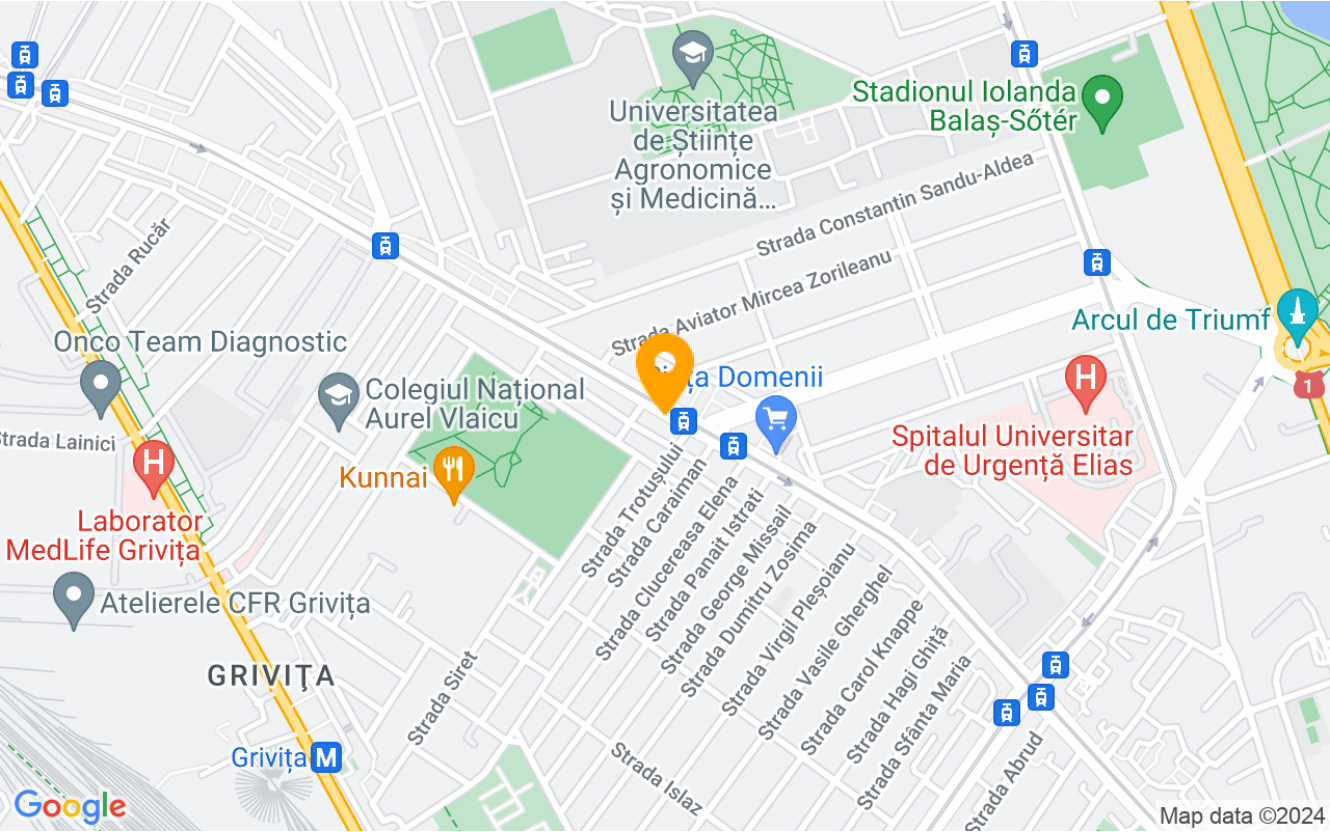 Universitatea
de Științe
Agronomice
și Medicină...
Stadionul Iolanda
Balaș-Sőtér
Strada Constantin Sandu-Aldea
Strada Aviator Mircea Zorileanu
Strada Rucăr
Arcul de Triumf
1
Onco Team Diagnostic
Colegiul Național
Aurel Vlaicu
Domenii
H
Spitalul Universitar
de Urgență Elias
Strada Lainici
H
Kunnai
Laborator
MedLife Grivița
Strada Trotușului
Strada Caraiman
Strada Clucereasa Elena
Strada Panait Istrati
Strada George Missail
Strada Dumitru Zosima
Strada Virgil Pleșoianu
Strada Vasile Gherghel
Strada Carol Knappe
Strada Hagi Ghiță
Strada Sfânta Maria
Strada Abrud
Atelierele CFR Grivița
GRIVIŢA
Strada Siret
Strada Islaz
Grivița M
Google
Map data ©2024